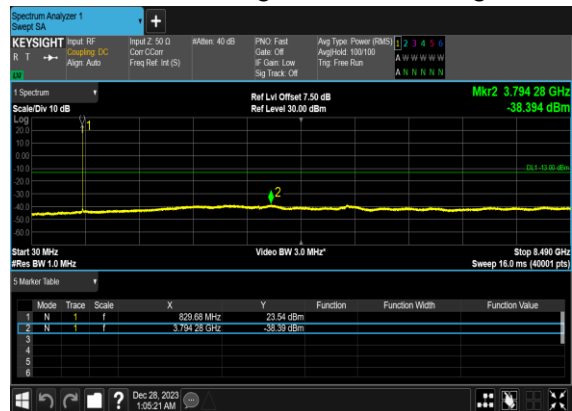 Spectrum Analyzer 1
Swept SA
+
KEYSIGHT Input: RF Input Z: 50 Ω #Atten: 40 dB PNO: Fast Avg Type: Power (RMS) 1 2 3 4 5 6
R T Coupling: DC Corr CCorr Gate: Off Avg|Hold: 100/100 A W W W W W
Align: Auto Freq Ref: Int (S) IF Gain: Low Trig: Free Run
Sig Track: Off A N N N N N
1 Spectrum Ref Lvl Offset 7.50 dB Mkr2 3.794 28 GHz
Scale/Div 10 dB Ref Level 30.00 dBm -38.394 dBm
Log
20.0 1
10.0
0.00
-10.0 DL1 -13.00 dBm
-20.0
-30.0 2
-40.0
-50.0
-60.0
Start 30 MHz Video BW 3.0 MHz* Stop 8.490 GHz
#Res BW 1.0 MHz Sweep 16.0 ms (40001 pts)
5 Marker Table
Mode Trace Scale X Y Function Function Width Function Value
1 N 1 f 829.68 MHz 23.54 dBm
2 N 1 f 3.794 28 GHz -38.39 dBm
3
4
5
6
? Dec 28, 2023
1:05:21 AM